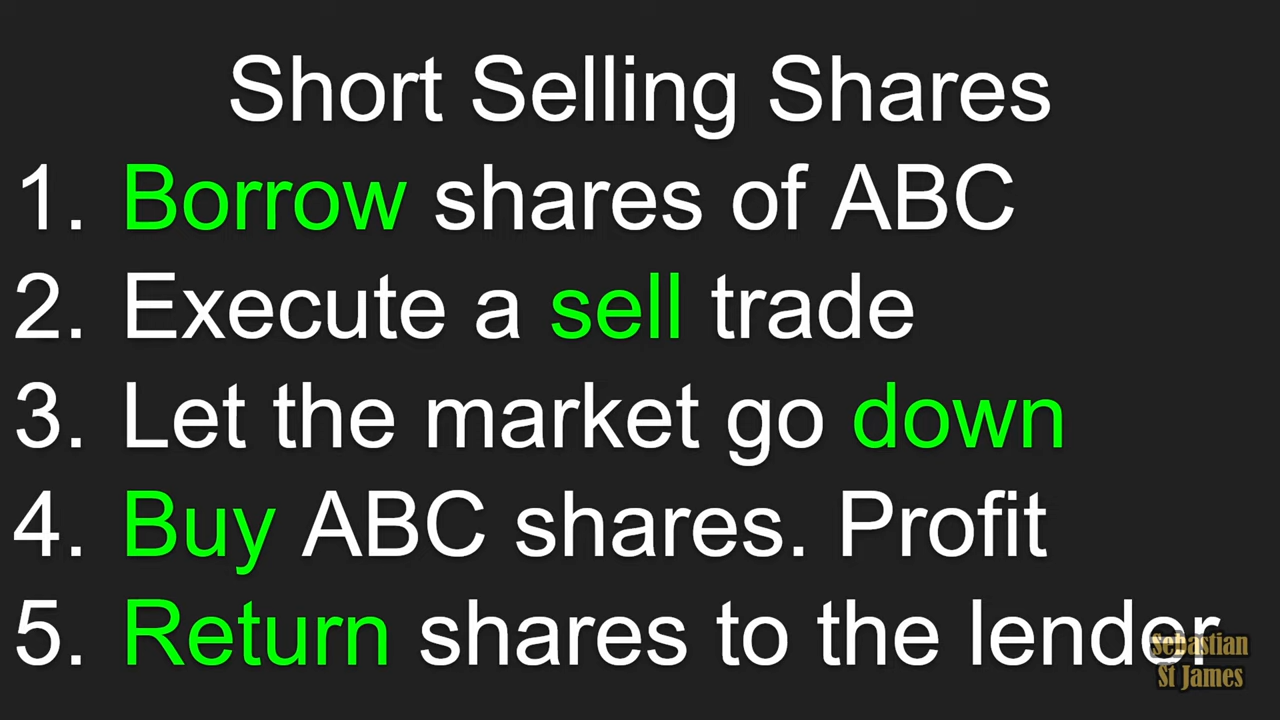 Short Selling Shares
1. Borrow shares of ABC
2. Execute a sell trade
3. Let the market go down
4. Buy ABC shares. Profit
5. Return shares to the lender
Sebastian
St James